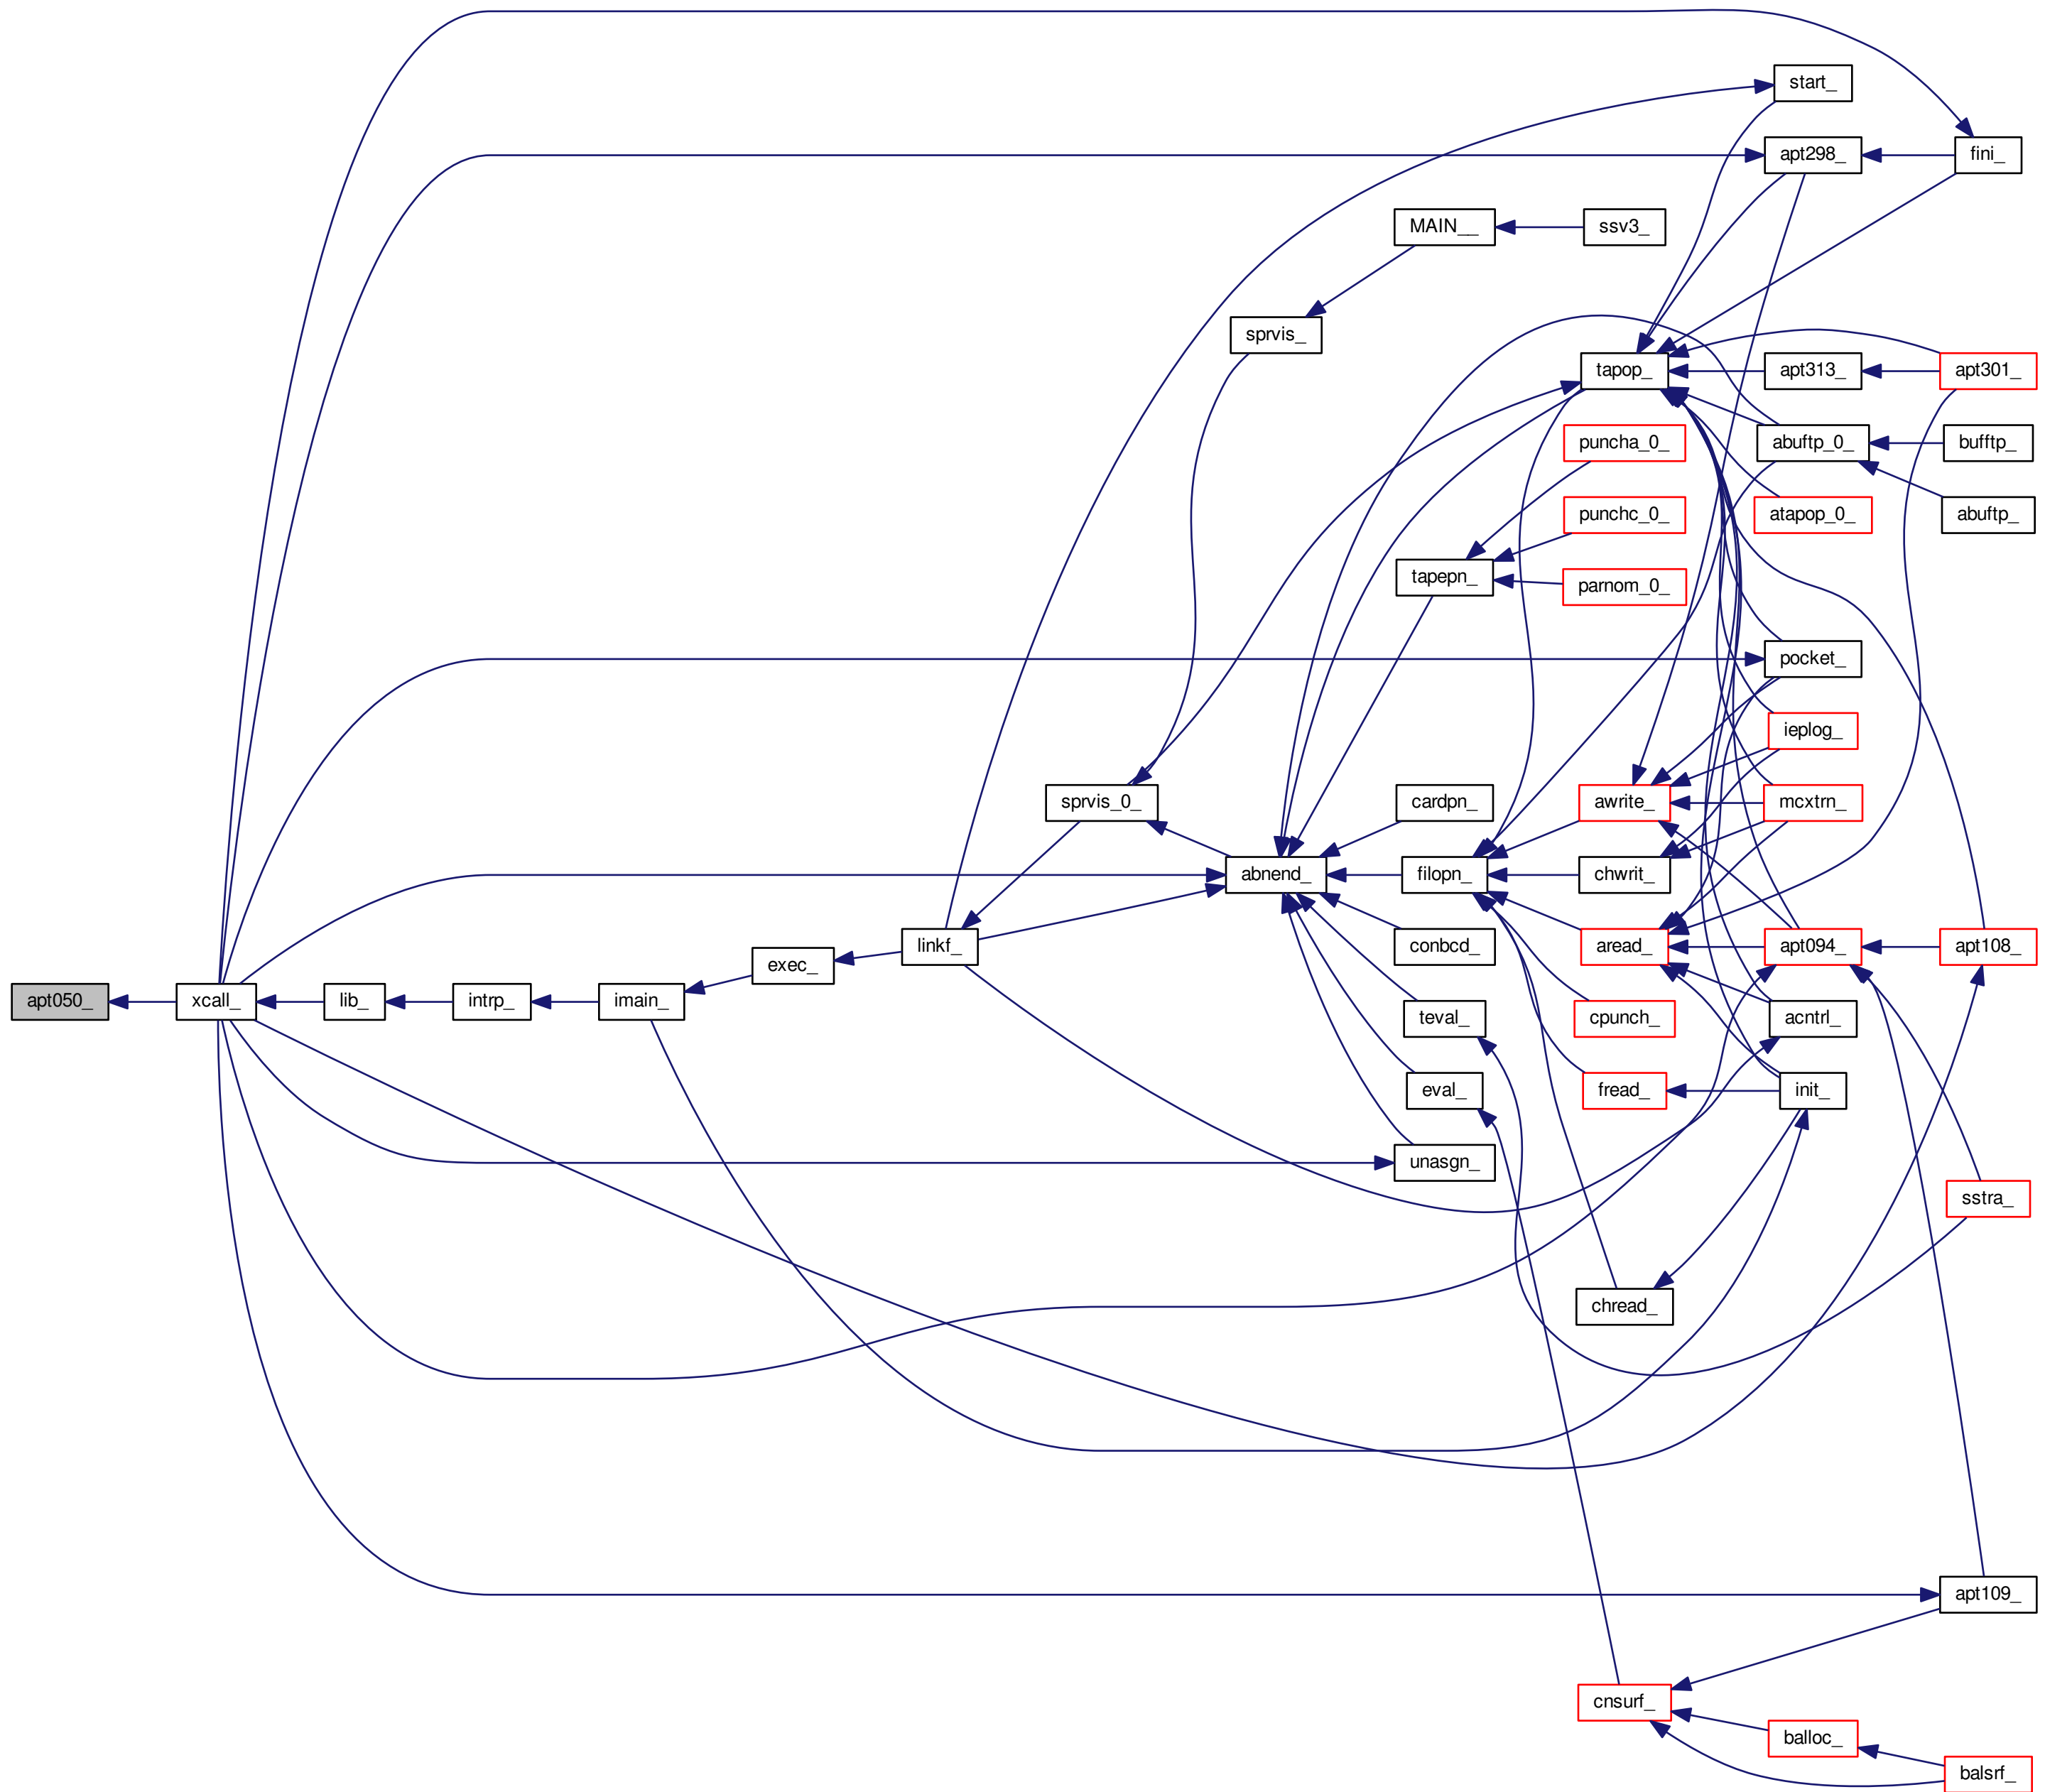 start_
apt298_
fini_
MAIN__
ssv3_
sprvis_
tapop_
apt313_
apt301_
puncha_0_
abuftp_0_
bufftp_
punchc_0_
atapop_0_
abuftp_
tapepn_
parnom_0_
pocket_
ieplog_
sprvis_0_
cardpn_
awrite_
mcxtrn_
abnend_
filopn_
chwrit_
linkf_
conbcd_
aread_
apt094_
apt108_
exec_
apt050_
xcall_
lib_
intrp_
imain_
teval_
cpunch_
acntrl_
eval_
fread_
init_
unasgn_
sstra_
chread_
apt109_
cnsurf_
balloc_
balsrf_